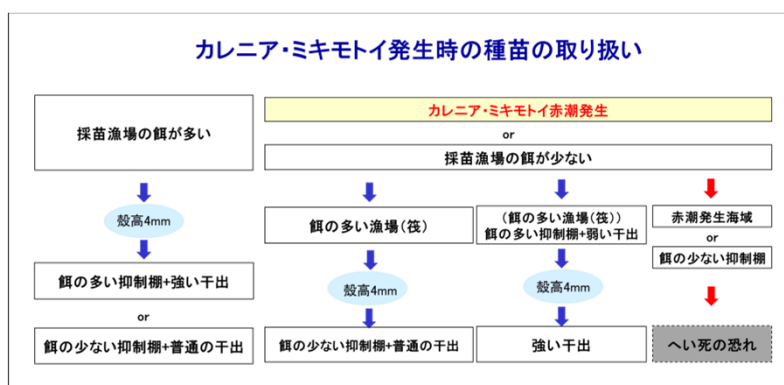 カレニア・ミキモトイ発生時の種苗の取り扱い
採苗漁場の餌が多い
殻高4mm
餌の多い抑制棚+強い干出
or
餌の少ない抑制棚+普通の干出
カレニア・ミキモトイ赤潮発生
or
採苗漁場の餌が少ない
餌の多い漁場(筏)
殻高4mm
餌の少ない抑制棚+普通の干出
(餌の多い漁場(筏))
餌の多い抑制棚+弱い干出
殻高4mm
強い干出
赤潮発生海域
or
餌の少ない抑制棚
へい死の恐れ